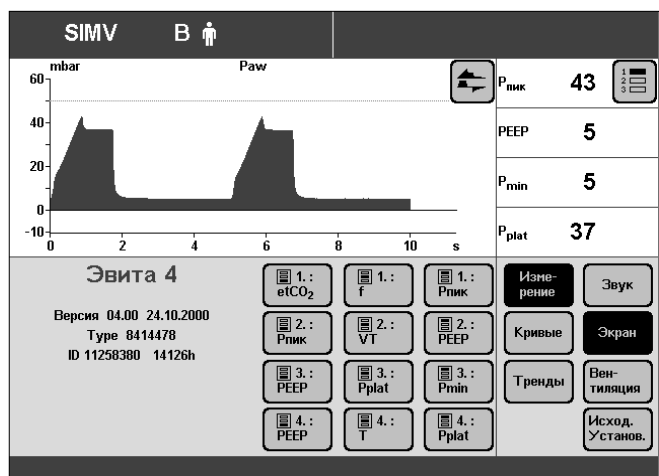 SIMV B
mbar Paw
60
40
20
0
-10
0 2 4 6 8 10 s
Pпик 43
1
2
3
PEEP 5
Pmin 5
Pplat 37
Эвита 4
Версия 04.00 24.10.2000
Type 8414478
ID 11258380 14126h
1.: etCO2
1.: f
1.: Pпик
2.: Pпик
2.: VT
2.: PEEP
3.: PEEP
3.: Pplat
3.: Pmin
4.: PEEP
4.: T
4.: Pplat
Изме-
рение
Звук
Кривые
Экран
Тренды
Вен-
тиляция
Исход.
Установ.